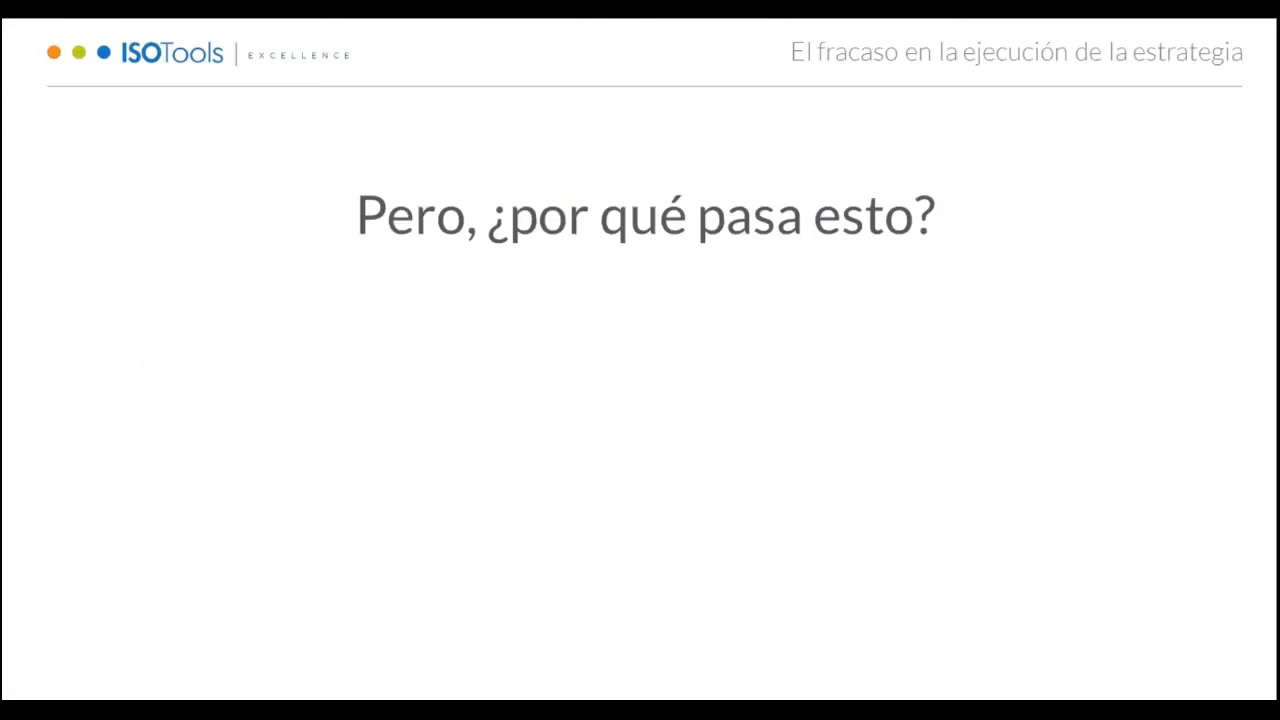 ISOTools | EXCELLENCE
El fracaso en la ejecución de la estrategia
Pero, ¿por qué pasa esto?